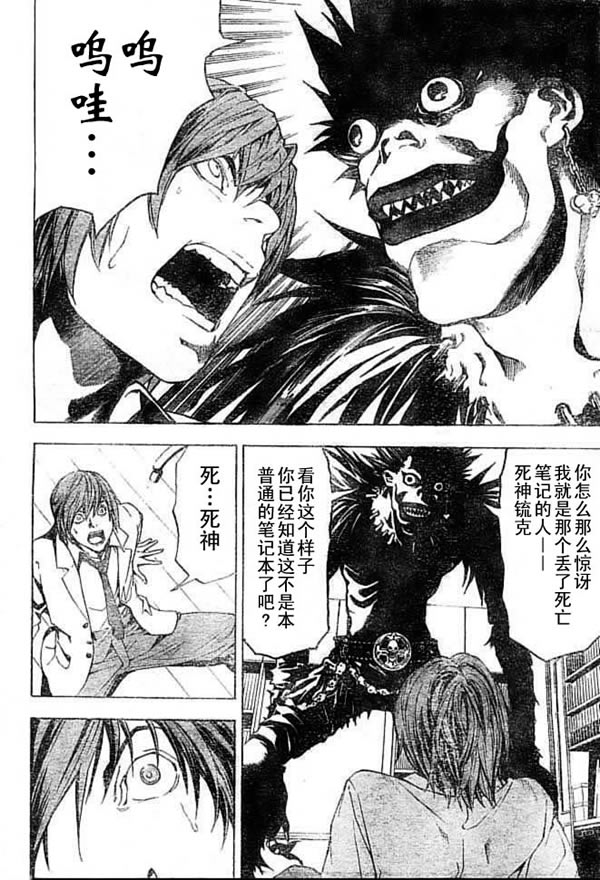 呜呜
呜哇…
你怎么那么惊讶
我就是那个丢了死亡
笔记的人——
死神锍克
看你这个样子
你已经知道这不是本
普通的笔记本了吧？
死…死神